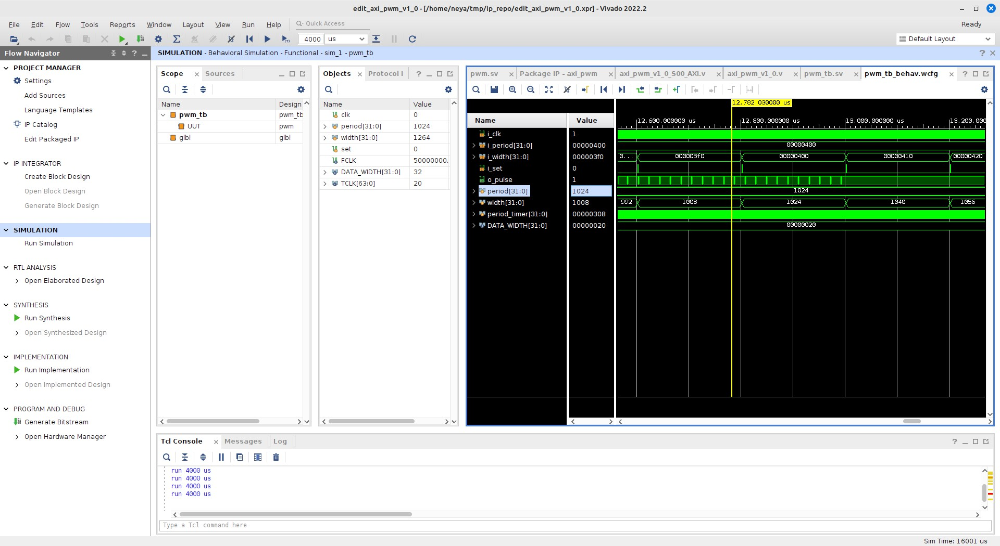 edit_axi_pwm_v1_0 - [/home/neya/tmp/ip_repo/edit_axi_pwm_v1_0.xpr] - Vivado 2022.2
File Edit Flow Tools Reports Window Layout View Run Help Quick Access Ready
4000 us Default Layout
Flow Navigator
SIMULATION - Behavioral Simulation - Functional - sim_1 - pwm_tb
PROJECT MANAGER
Settings
Add Sources
Language Templates
IP Catalog
Edit Packaged IP
IP INTEGRATOR
Create Block Design
Open Block Design
Generate Block Design
SIMULATION
Run Simulation
RTL ANALYSIS
Open Elaborated Design
SYNTHESIS
Run Synthesis
Open Synthesized Design
IMPLEMENTATION
Run Implementation
Open Implemented Design
PROGRAM AND DEBUG
Generate Bitstream
Open Hardware Manager
Scope Sources
Name Design
pwm_tb pwm_tb
UUT pwm
glbl glbl
Objects Protocol I
Name Value
clk 0
period[31:0] 1024
width[31:0] 1264
set 0
FCLK 50000000.
DATA_WIDTH[31:0] 32
TCLK[63:0] 20
pwm.sv Package IP - axi_pwm axi_pwm_v1_0_S00_AXI.v axi_pwm_v1_0.v pwm_tb.sv pwm_tb_behav.wcfg
12,782.030000 us
Name Value 12,600.000000 us 12,800.000000 us 13,000.000000 us 13,200.000
i_clk 1
i_period[31:0] 00000400 00000400
i_width[31:0] 000003f0 0... 000003f0 00000400 00000410 00000420
i_set 0
o_pulse 1
period[31:0] 1024 1024
width[31:0] 1008 992 1008 1024 1040 1056
period_timer[31:0] 00000308
DATA_WIDTH[31:0] 00000020 00000020
Tcl Console Messages Log
run 4000 us
run 4000 us
run 4000 us
run 4000 us
Type a Tcl command here
Sim Time: 16001 us